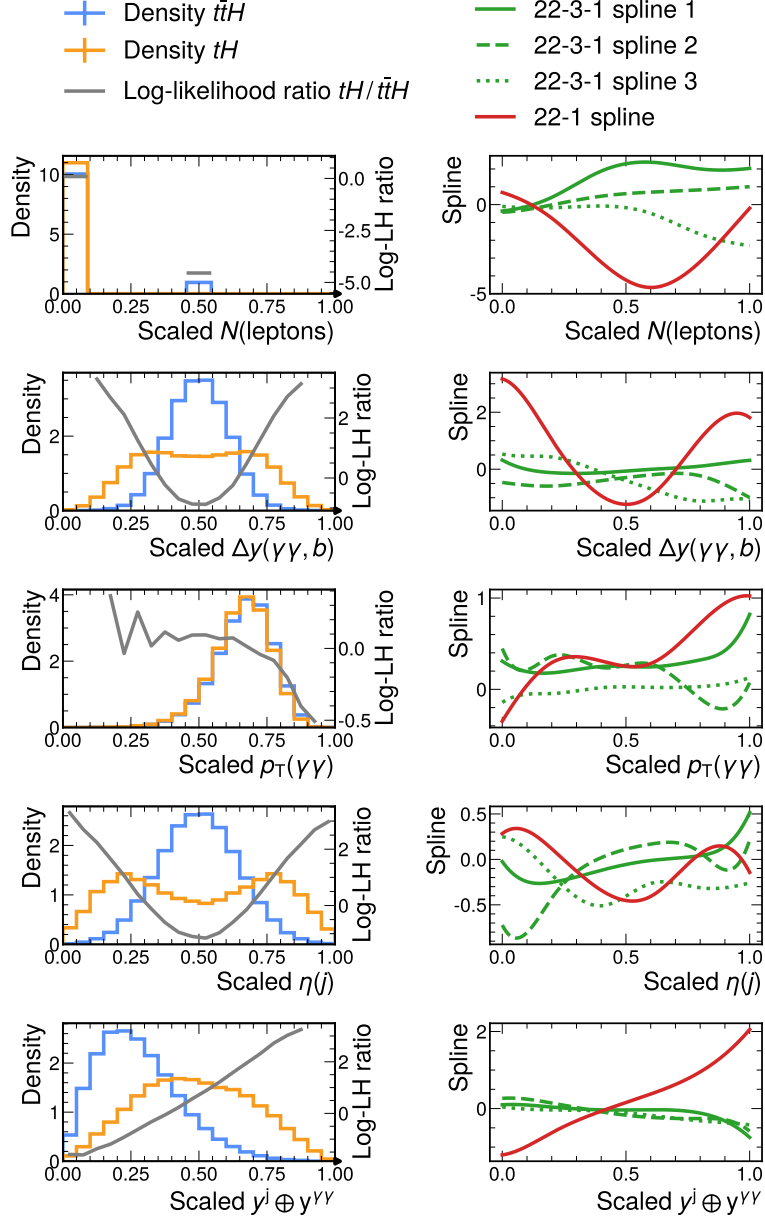 Density tt̄H
Density tH
Log-likelihood ratio tH/tt̄H
22-3-1 spline 1
22-3-1 spline 2
22-3-1 spline 3
22-1 spline
Density
10
5
0
0.00 0.25 0.50 0.75 1.00
0.0
-2.5
-5.0
Log-LH ratio
Scaled N(leptons)
Spline
0
-5
0.0 0.5 1.0
Scaled N(leptons)
Density
2
0
0.00 0.25 0.50 0.75 1.00
2
0
Log-LH ratio
Scaled Δy(γγ, b)
Spline
2
0
0.0 0.5 1.0
Scaled Δy(γγ, b)
Density
4
2
0
0.00 0.25 0.50 0.75 1.00
0.0
-0.5
Log-LH ratio
Scaled pT(γγ)
Spline
1
0
0.0 0.5 1.0
Scaled pT(γγ)
Density
2
1
0
0.00 0.25 0.50 0.75 1.00
2
0
Log-LH ratio
Scaled η(j)
Spline
0.5
0.0
-0.5
0.0 0.5 1.0
Scaled η(j)
Density
2
1
0
0.00 0.25 0.50 0.75 1.00
2
0
Log-LH ratio
Scaled yʲ ⊕ yᵞᵞ
Spline
2
0
0.0 0.5 1.0
Scaled yʲ ⊕ yᵞᵞ